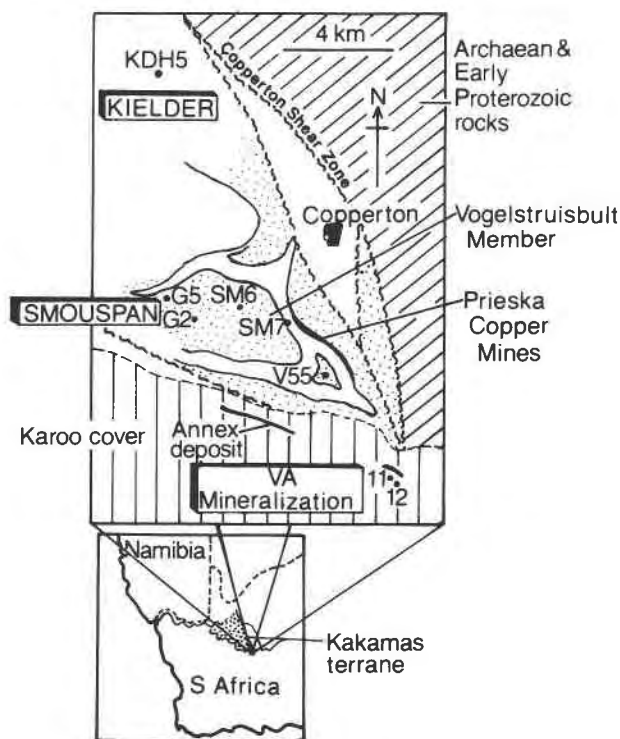 4 km
KDH5
KIELDER
Copperton Shear Zone
N
Archaean &
Early
Proterozoic
rocks
Copperton
Vogelstruisbult
Member
G5
SM6
SMOUSPAN
G2
SM7
Prieska
Copper
Mines
V55
Karoo cover
Annex
deposit
VA
Mineralization
11
12
Namibia
Kakamas
terrane
S Africa